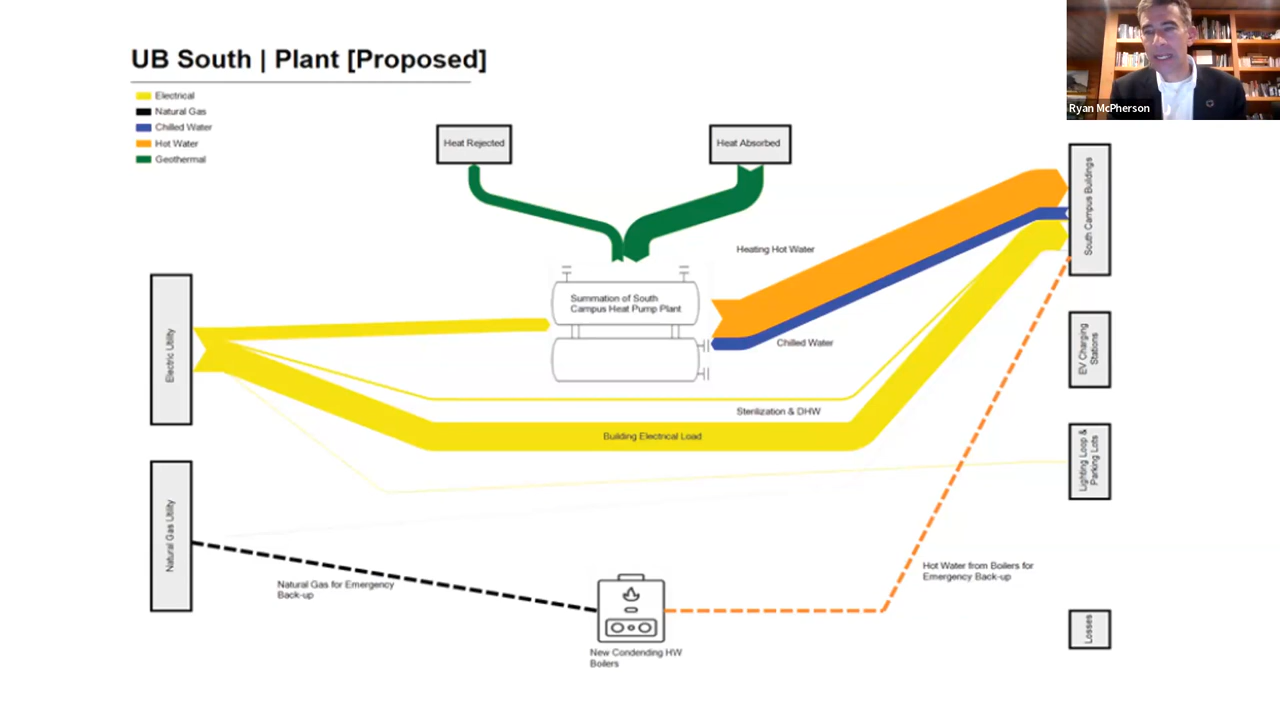 UB South | Plant [Proposed]
Electrical
Natural Gas
Chilled Water
Hot Water
Geothermal
Ryan McPherson
Heat Rejected
Heat Absorbed
South Campus Buildings
Heating Hot Water
Summation of South
Campus Heat Pump Plant
Chilled Water
Electric Utility
EV Charging
Stations
Sterilization & DHW
Building Electrical Load
Lighting Loop &
Parking Lots
Natural Gas Utility
Natural Gas for Emergency
Back-up
Hot Water from Boilers for
Emergency Back-up
New Condending HW
Boilers
Losses